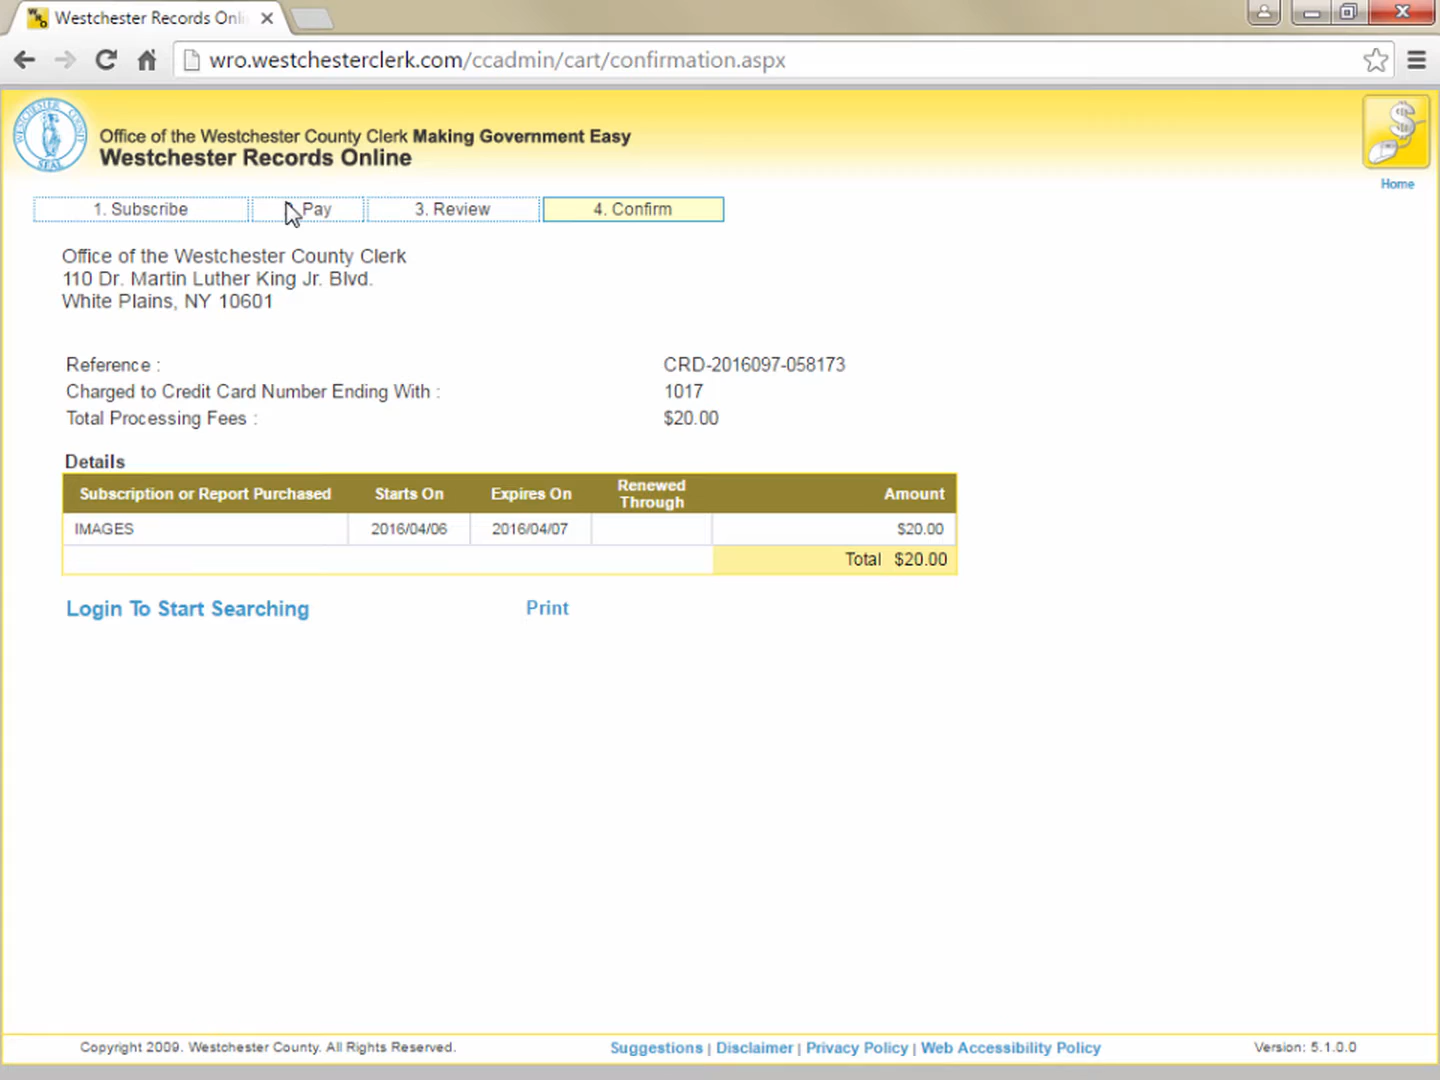 Westchester Records Onli
wro.westchesterclerk.com/ccadmin/cart/confirmation.aspx
Office of the Westchester County Clerk Making Government Easy
Westchester Records Online
Home
1. Subscribe
Pay
3. Review
4. Confirm
Office of the Westchester County Clerk
110 Dr. Martin Luther King Jr. Blvd.
White Plains, NY 10601
Reference : CRD-2016097-058173
Charged to Credit Card Number Ending With : 1017
Total Processing Fees : $20.00
Details
Subscription or Report Purchased Starts On Expires On Renewed Through Amount
IMAGES 2016/04/06 2016/04/07 $20.00
Total $20.00
Login To Start Searching Print
Copyright 2009. Westchester County. All Rights Reserved. Suggestions | Disclaimer | Privacy Policy | Web Accessibility Policy Version: 5.1.0.0